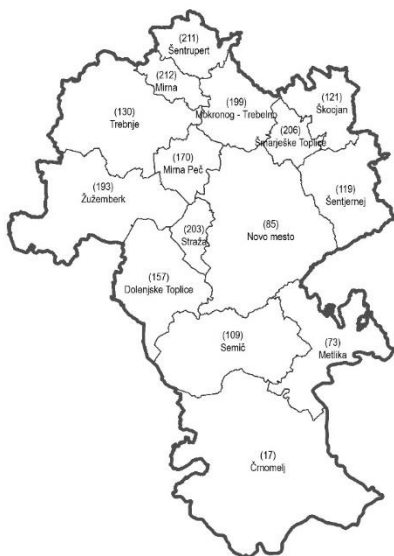 (211)
Šentrupert
(212)
Mirna
(199)
Mokronog - Trebelno
(121)
Škocjan
(130)
Trebnje
(206)
Šmarješke Toplice
(170)
Mirna Peč
(193)
Žužemberk
(119)
Šentjernej
(203)
Straža
(85)
Novo mesto
(157)
Dolenjske Toplice
(109)
Semič
(73)
Metlika
(17)
Črnomelj